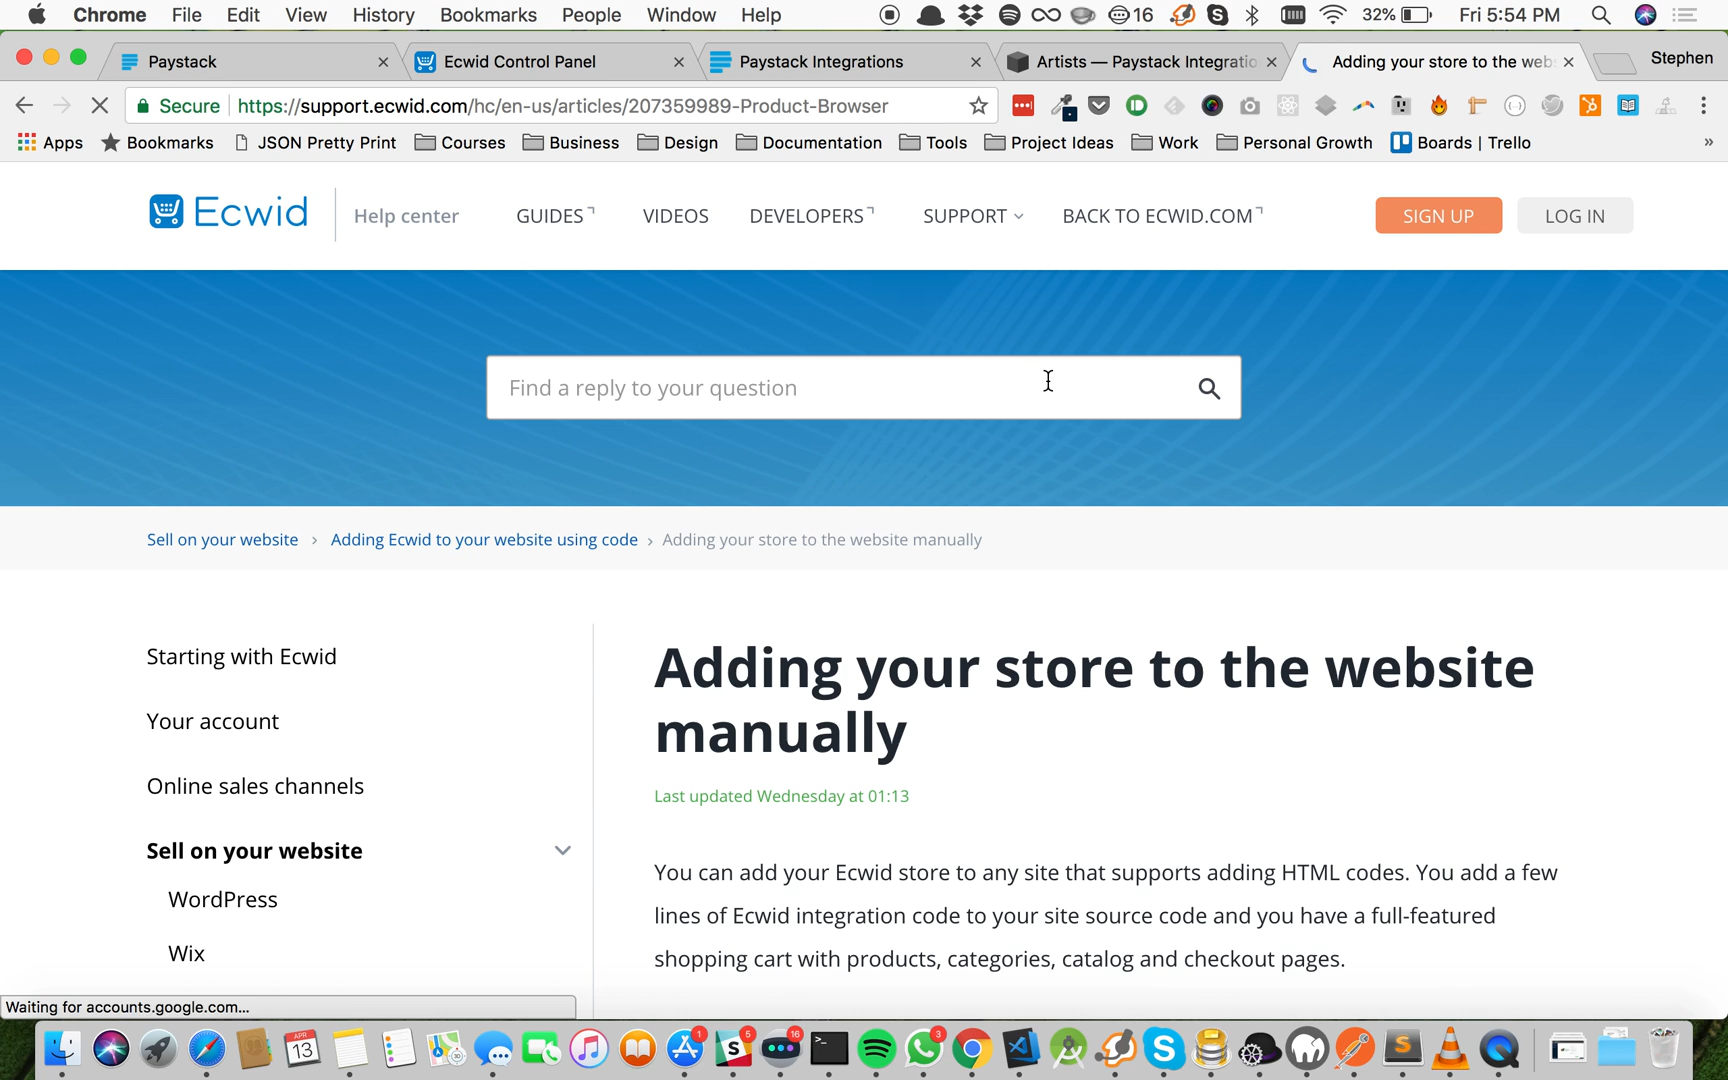 Chrome File Edit View History Bookmarks People Window Help 16 32% Fri 5:54 PM
Paystack Ecwid Control Panel Paystack Integrations Artists — Paystack Integratio Adding your store to the web Stephen
Secure https://support.ecwid.com/hc/en-us/articles/207359989-Product-Browser
Apps Bookmarks JSON Pretty Print Courses Business Design Documentation Tools Project Ideas Work Personal Growth Boards | Trello »
Ecwid Help center GUIDES VIDEOS DEVELOPERS SUPPORT BACK TO ECWID.COM SIGN UP LOG IN
Find a reply to your question
Sell on your website › Adding Ecwid to your website using code › Adding your store to the website manually
Starting with Ecwid
Your account
Online sales channels
Sell on your website
WordPress
Wix
Adding your store to the website
manually
Last updated Wednesday at 01:13
You can add your Ecwid store to any site that supports adding HTML codes. You add a few
lines of Ecwid integration code to your site source code and you have a full-featured
shopping cart with products, categories, catalog and checkout pages.
Waiting for accounts.google.com...
APR
13
1 5 16 3